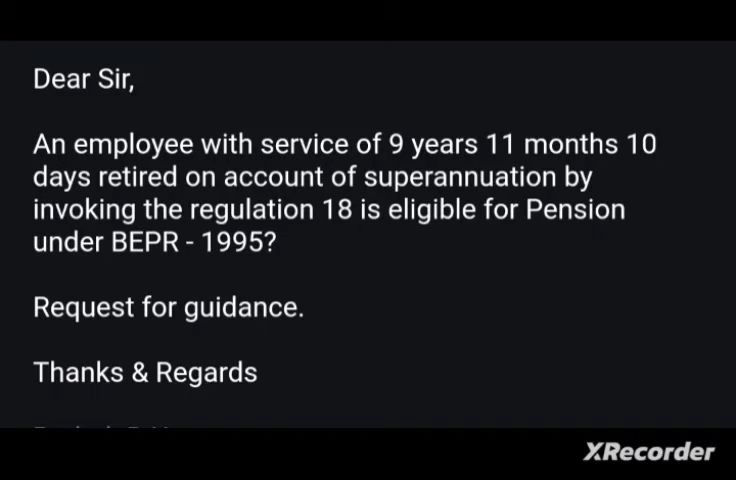 Dear Sir,
An employee with service of 9 years 11 months 10
days retired on account of superannuation by
invoking the regulation 18 is eligible for Pension
under BEPR - 1995?
Request for guidance.
Thanks & Regards
XRecorder